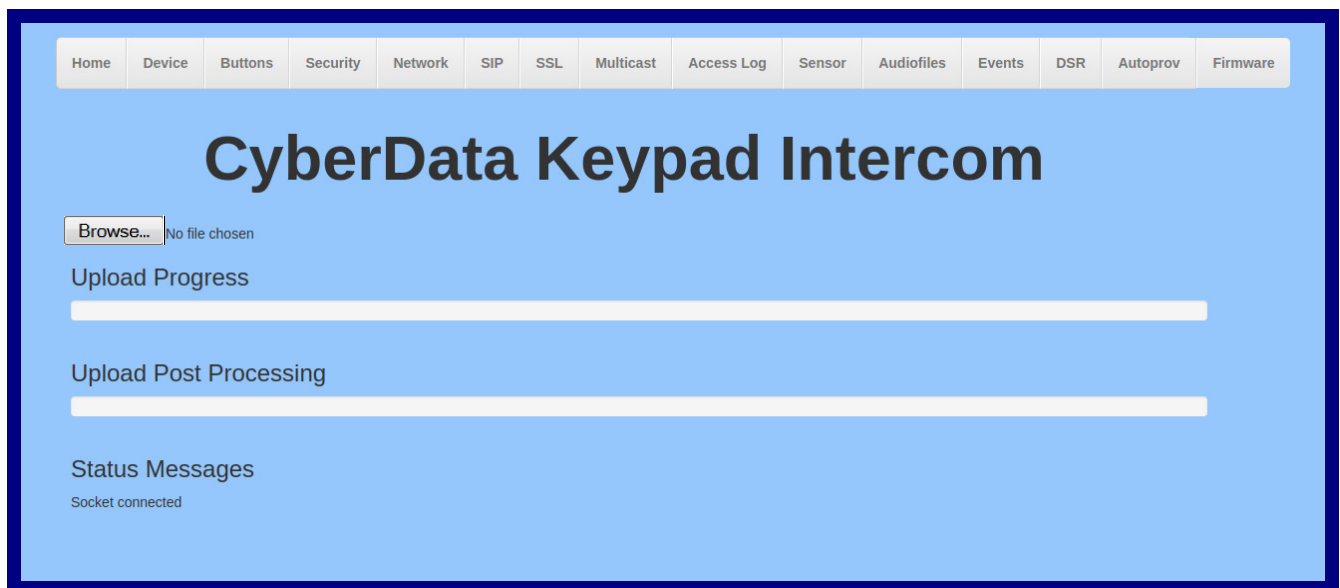 Home Device Buttons Security Network SIP SSL Multicast Access Log Sensor Audiofiles Events DSR Autoprov Firmware
CyberData Keypad Intercom
Browse... No file chosen
Upload Progress
Upload Post Processing
Status Messages
Socket connected